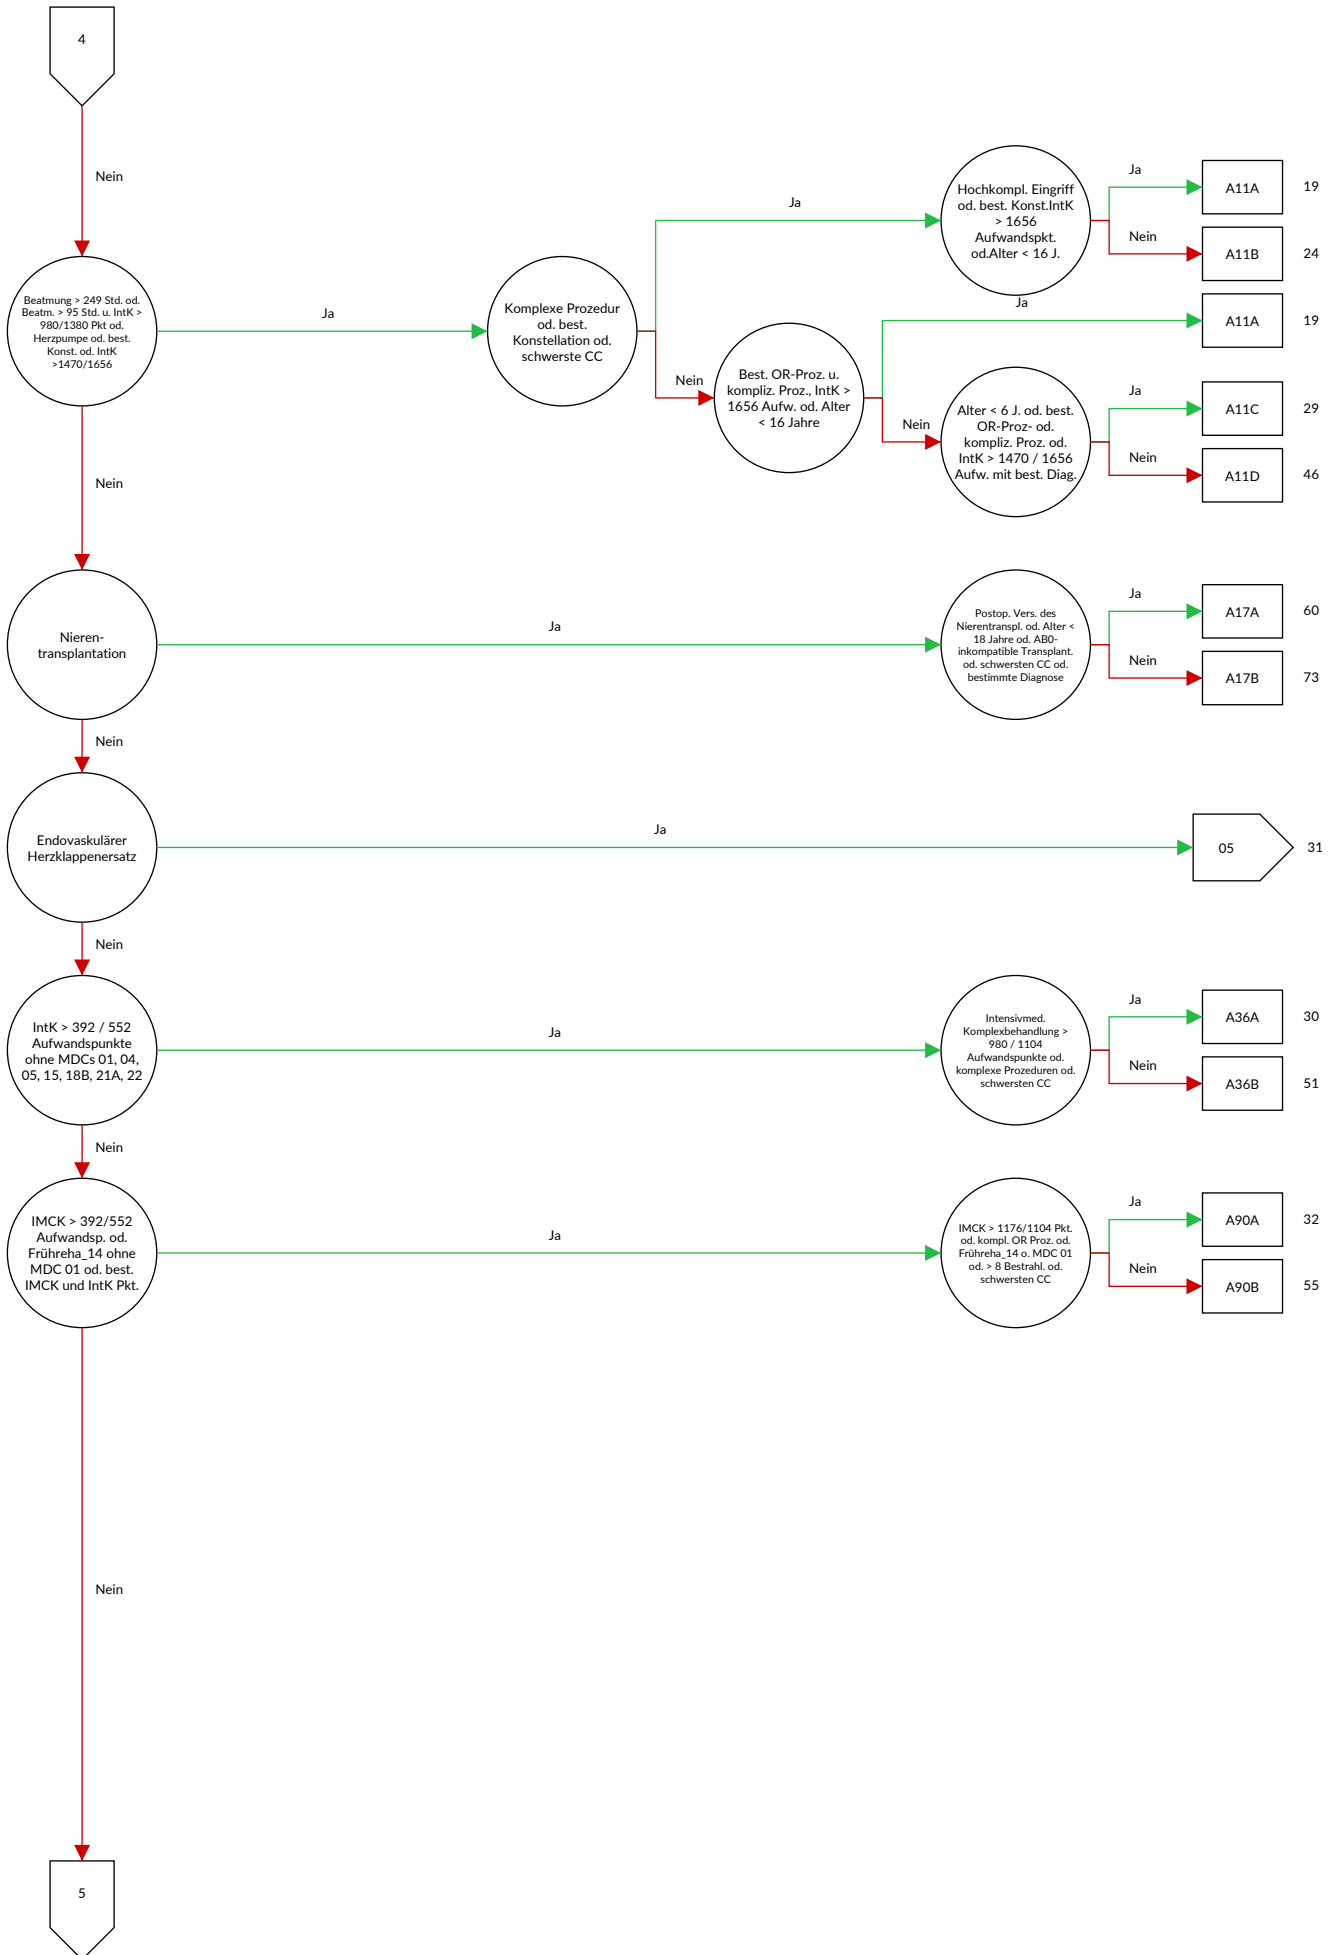 4
Nein
Beatmung > 249 Std. od.
Beatm. > 95 Std. u. IntK >
980/1380 Pkt od.
Herzpumpe od. best.
Konst. od. IntK
>1470/1656
Ja
Komplexe Prozedur
od. best.
Konstellation od.
schwerste CC
Ja
Hochkompl. Eingriff
od. best. Konst.IntK
> 1656
Aufwandspkt.
od.Alter < 16 J.
Ja
A11A
19
Nein
A11B
24
Nein
Best. OR-Proz. u.
kompliz. Proz., IntK >
1656 Aufw. od. Alter
< 16 Jahre
Ja
A11A
19
Nein
Alter < 6 J. od. best.
OR-Proz- od.
kompliz. Proz. od.
IntK > 1470 / 1656
Aufw. mit best. Diag.
Ja
A11C
29
Nein
A11D
46
Nein
Nieren-
transplantation
Ja
Postop. Vers. des
Nierentranspl. od. Alter <
18 Jahre od. AB0-
inkompatible Transplant.
od. schwersten CC od.
bestimmte Diagnose
Ja
A17A
60
Nein
A17B
73
Nein
Endovaskulärer
Herzklappenersatz
Ja
05
31
Nein
IntK > 392 / 552
Aufwandspunkte
ohne MDCs 01, 04,
05, 15, 18B, 21A, 22
Ja
Intensivmed.
Komplexbehandlung >
980 / 1104
Aufwandspunkte od.
komplexe Prozeduren od.
schwersten CC
Ja
A36A
30
Nein
A36B
51
Nein
IMCK > 392/552
Aufwandsp. od.
Frühreha_14 ohne
MDC 01 od. best.
IMCK und IntK Pkt.
Ja
IMCK > 1176/1104 Pkt.
od. kompl. OR Proz. od.
Frühreha_14 o. MDC 01
od. > 8 Bestrahl. od.
schwersten CC
Ja
A90A
32
Nein
A90B
55
Nein
5